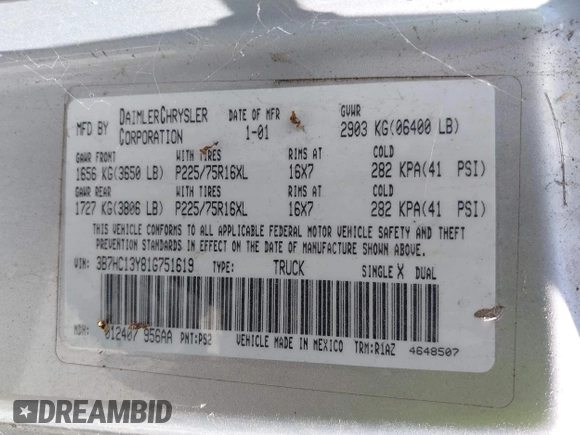 MFD BY DAIMLERCHRYSLER CORPORATION DATE OF MFR 1-01 GVWR 2903 KG(06400 LB)
GAWR FRONT WITH TIRES RIMS AT COLD
1656 KG(3650 LB) P225/75R16XL 16X7 282 KPA(41 PSI)
GAWR REAR WITH TIRES RIMS AT COLD
1727 KG(3806 LB) P225/75R16XL 16X7 282 KPA(41 PSI)
THIS VEHICLE CONFORMS TO ALL APPLICABLE FEDERAL MOTOR VEHICLE SAFETY AND THEFT
PREVENTION STANDARDS IN EFFECT ON THE DATE OF MANUFACTURE SHOWN ABOVE.
VIN: 3B7HC13Y81G751619 TYPE: TRUCK SINGLE X DUAL
MDH: 012407 956AA PNT:PS2 VEHICLE MADE IN MEXICO TRM:R1AZ 4648507
DREAMBID